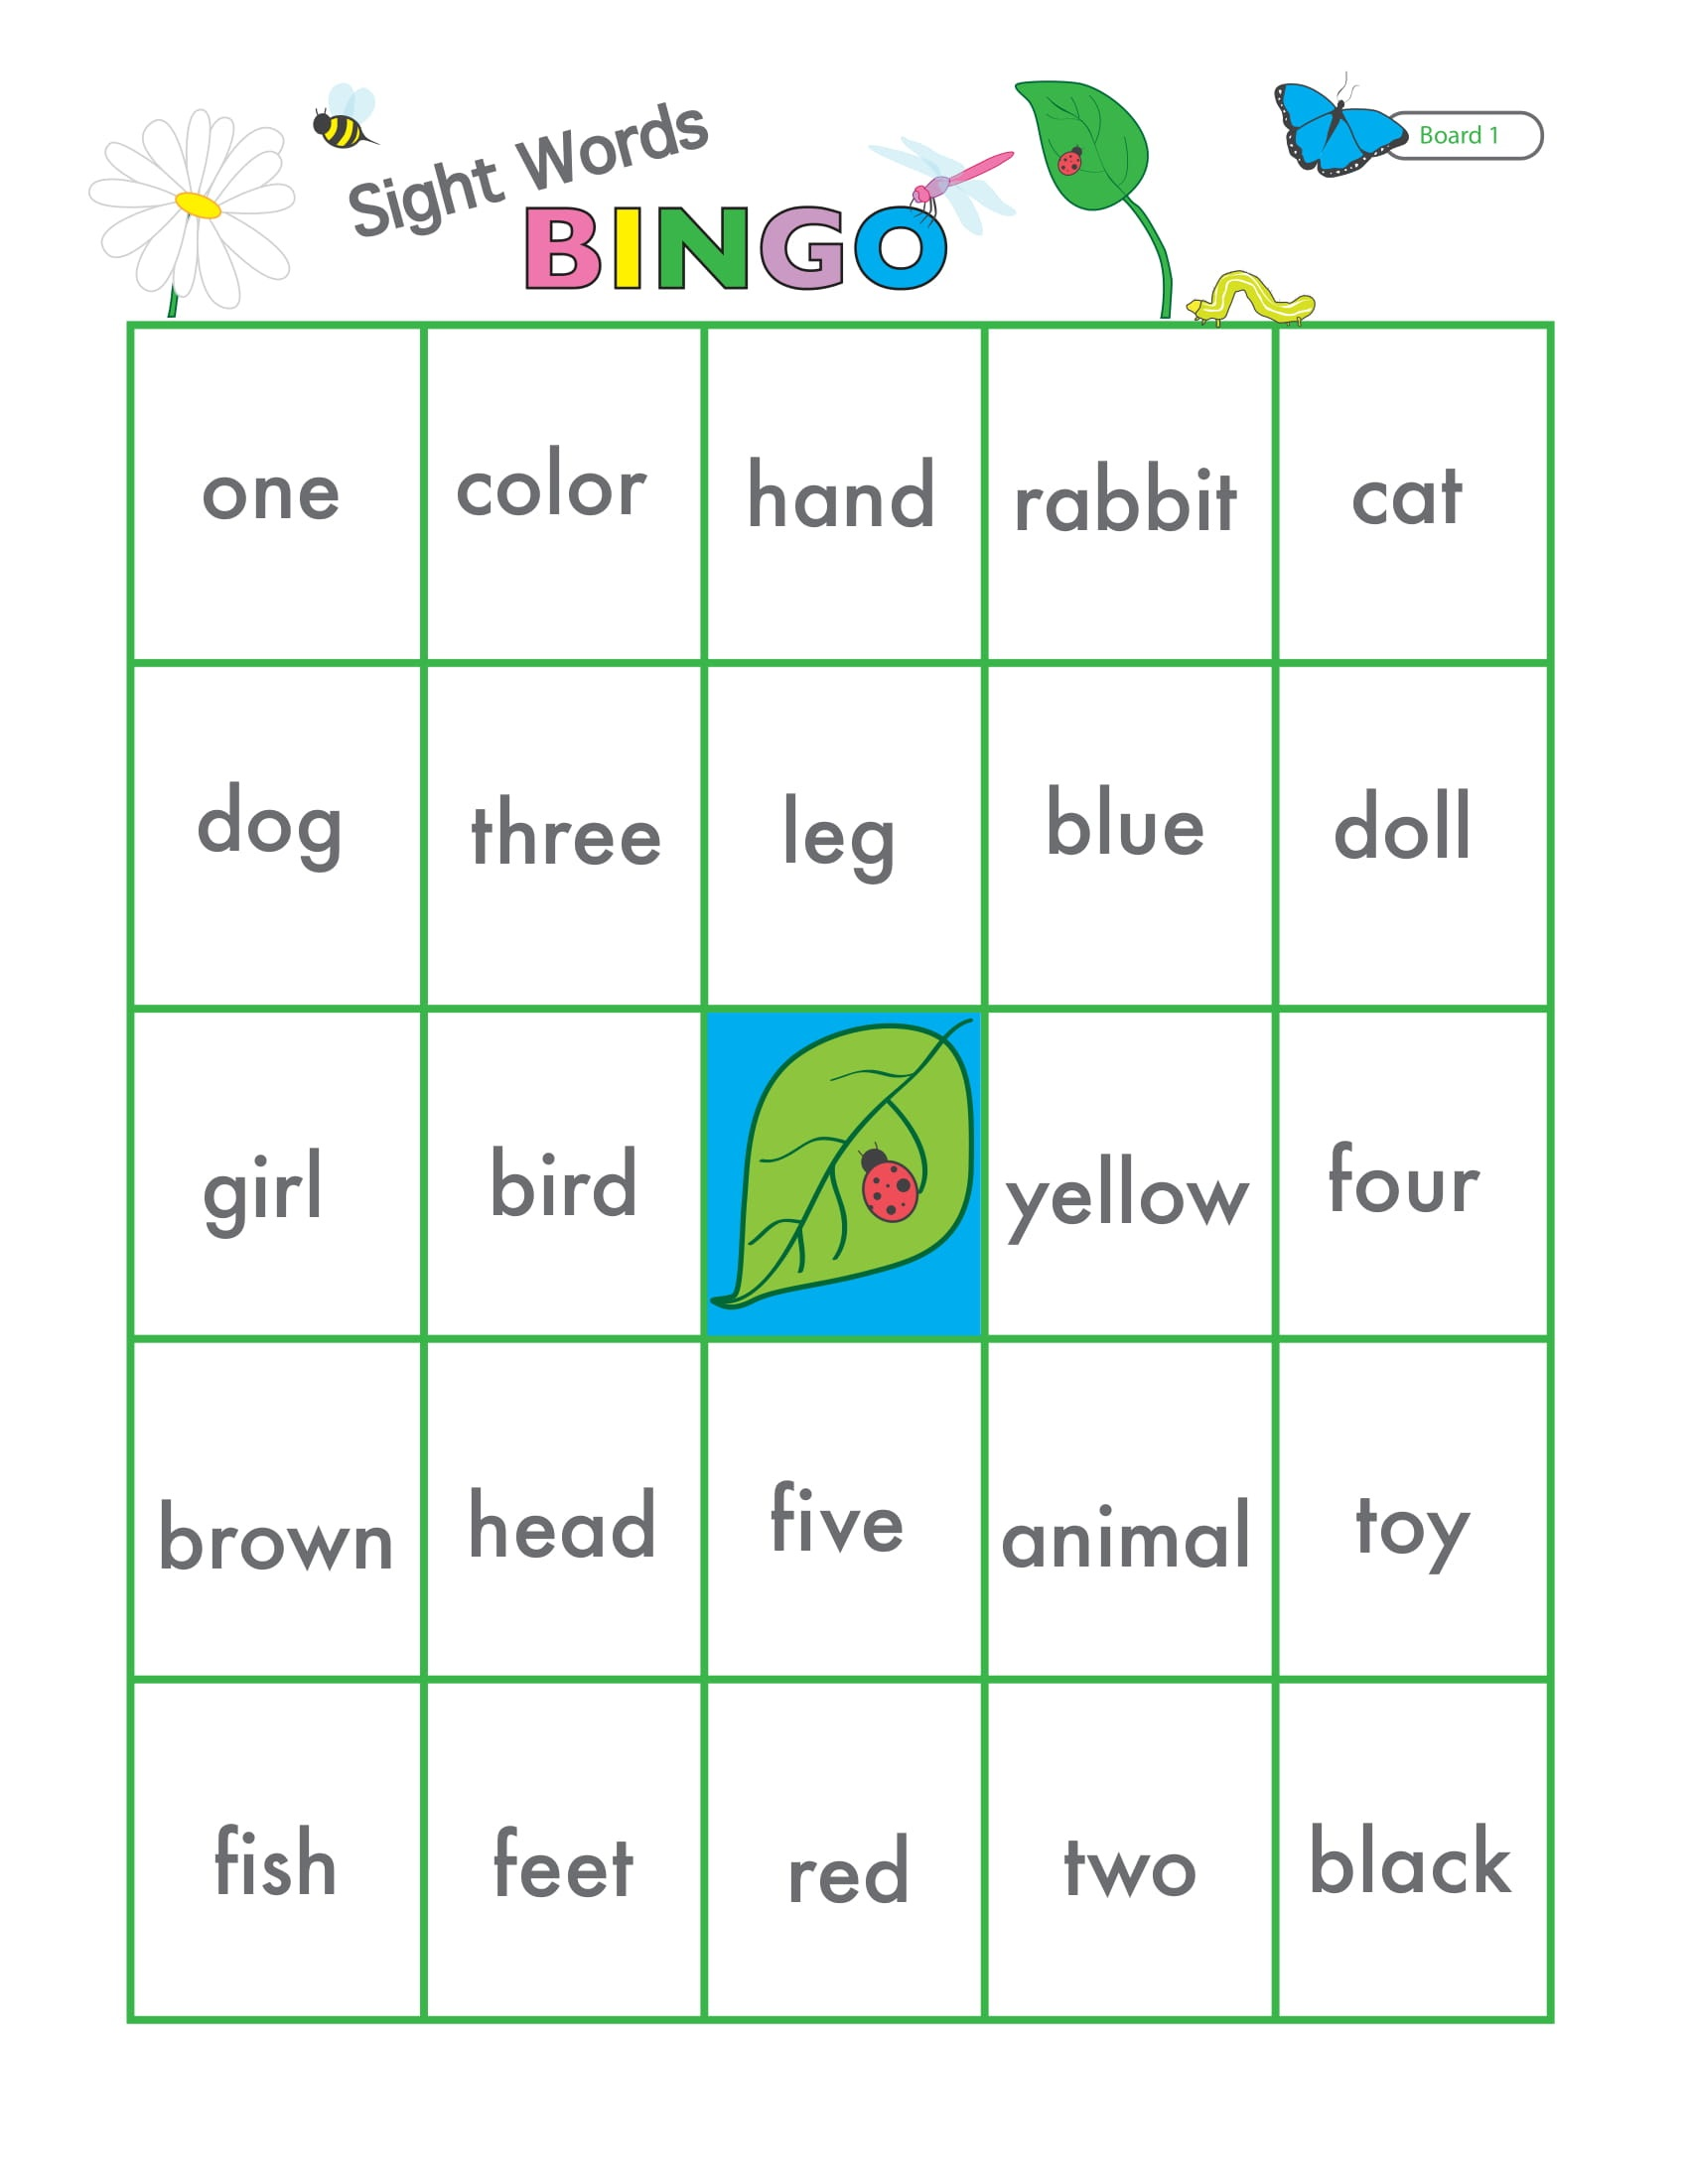 Sight Words
BINGO
Board 1
one color hand rabbit cat
dog three leg blue doll
girl bird yellow four
brown head five animal toy
fish feet red two black